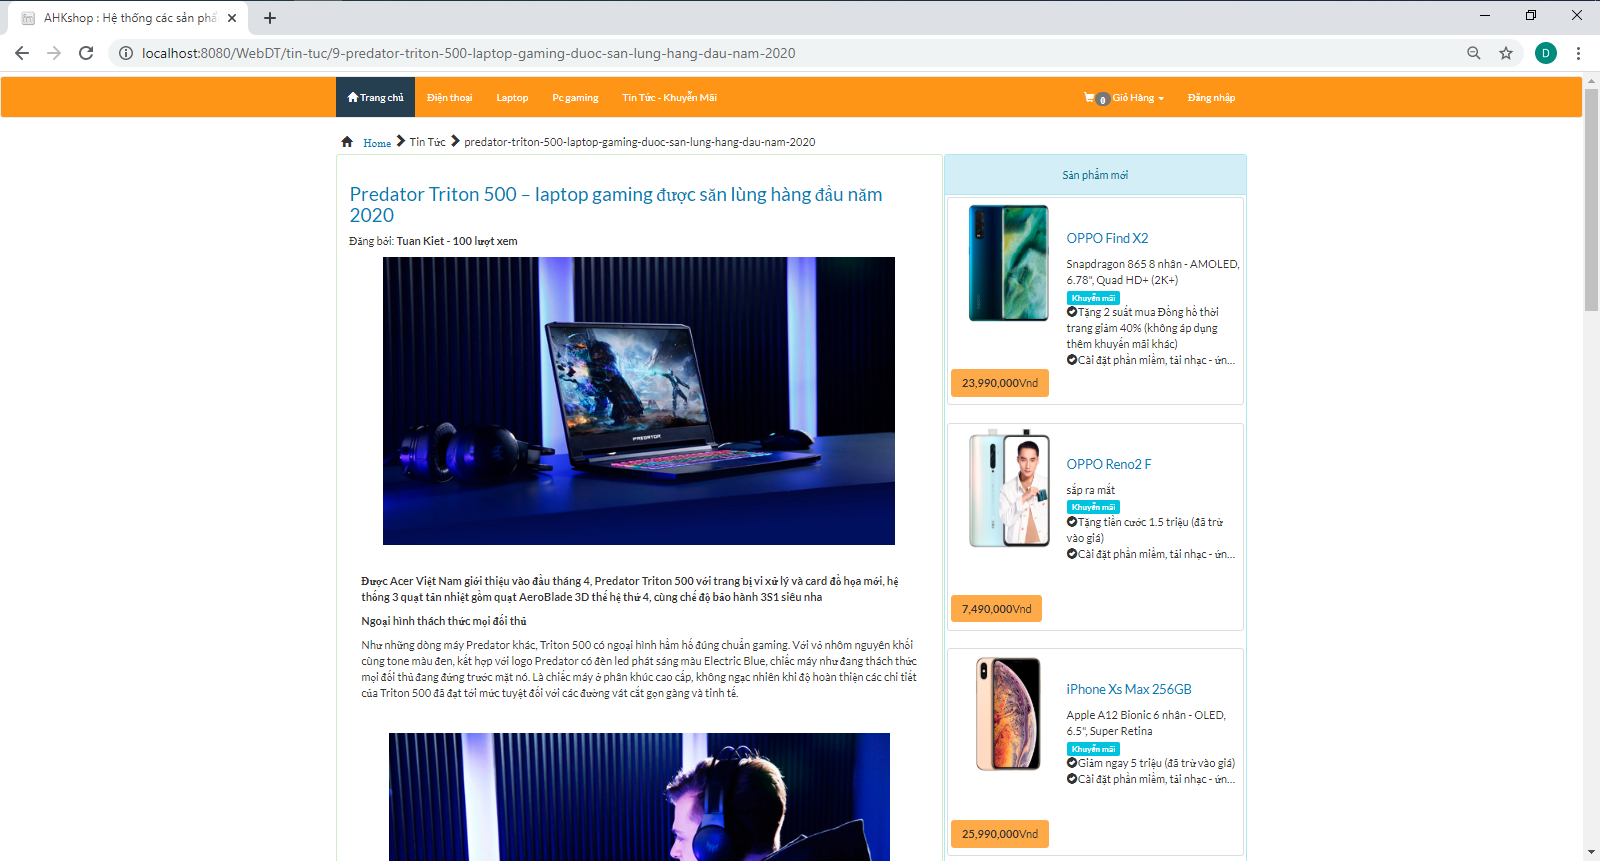 AHKshop : Hệ thống các sản phẩ
localhost:8080/WebDT/tin-tuc/9-predator-triton-500-laptop-gaming-duoc-san-lung-hang-dau-nam-2020
D
Trang chủ Điện thoại Laptop Pc gaming Tin Tức - Khuyến Mãi 0 Giỏ Hàng Đăng nhập
Home Tin Tức predator-triton-500-laptop-gaming-duoc-san-lung-hang-dau-nam-2020
Predator Triton 500 – laptop gaming được săn lùng hàng đầu năm
2020
Đăng bởi: Tuan Kiet - 100 lượt xem
PREDATOR
Được Acer Việt Nam giới thiệu vào đầu tháng 4, Predator Triton 500 với trang bị vi xử lý và card đồ họa mới, hệ
thống 3 quạt tản nhiệt gồm quạt AeroBlade 3D thế hệ thứ 4, cùng chế độ bảo hành 3S1 siêu nha
Ngoại hình thách thức mọi đối thủ
Như những dòng máy Predator khác, Triton 500 có ngoại hình hầm hố đúng chuẩn gaming. Với vỏ nhôm nguyên khối
cùng tone màu đen, kết hợp với logo Predator có đèn led phát sáng màu Electric Blue, chiếc máy như đang thách thức
mọi đối thủ đang đứng trước mặt nó. Là chiếc máy ở phân khúc cao cấp, không ngạc nhiên khi độ hoàn thiện các chi tiết
của Triton 500 đã đạt tới mức tuyệt đối với các đường vát cắt gọn gàng và tinh tế.
Sản phẩm mới
OPPO Find X2
Snapdragon 865 8 nhân - AMOLED,
6.78", Quad HD+ (2K+)
Khuyến mãi
Tặng 2 suất mua Đồng hồ thời
trang giảm 40% (không áp dụng
thêm khuyến mãi khác)
Cài đặt phần mềm, tải nhạc - ứn...
23,990,000Vnd
OPPO Reno2 F
sắp ra mắt
Khuyến mãi
Tặng tiền cước 1.5 triệu (đã trừ
vào giá)
Cài đặt phần mềm, tải nhạc - ứn...
7,490,000Vnd
iPhone Xs Max 256GB
Apple A12 Bionic 6 nhân - OLED,
6.5", Super Retina
Khuyến mãi
Giảm ngay 5 triệu (đã trừ vào giá)
Cài đặt phần mềm, tải nhạc - ứn...
25,990,000Vnd